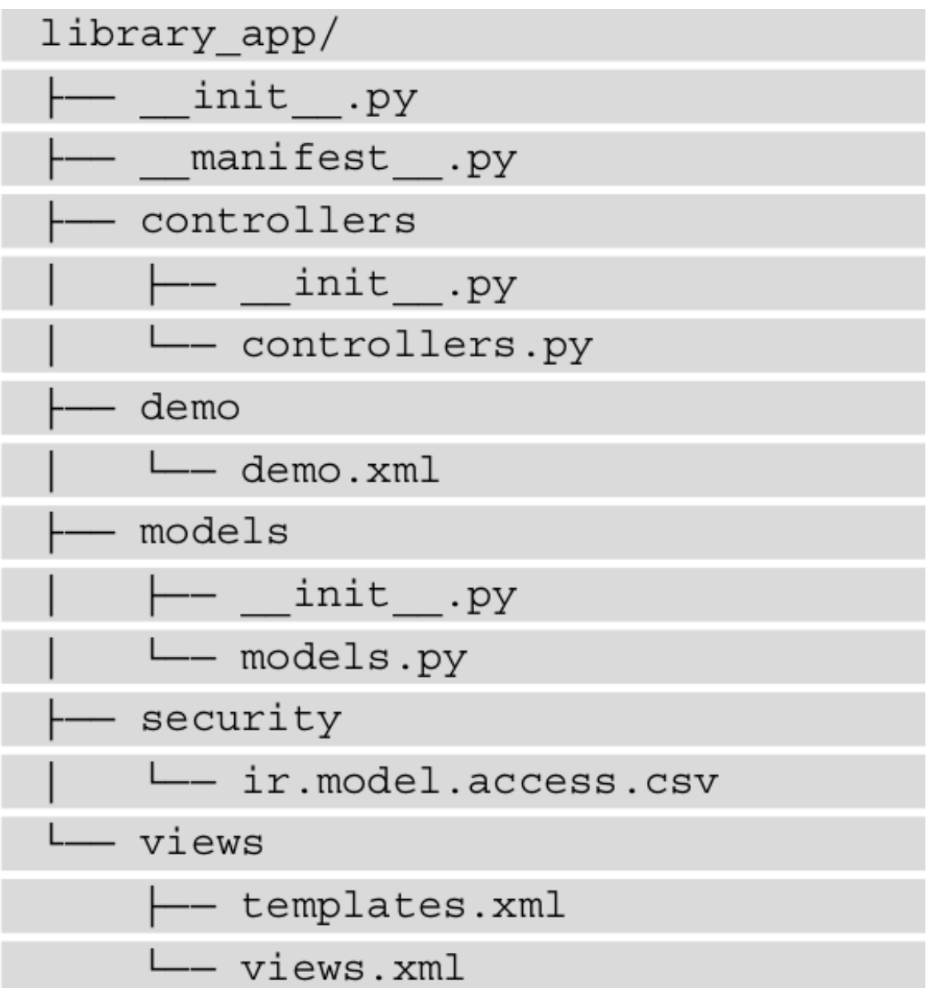 library_app/
├── __init__.py
├── __manifest__.py
├── controllers
│   ├── __init__.py
│   └── controllers.py
├── demo
│   └── demo.xml
├── models
│   ├── __init__.py
│   └── models.py
├── security
│   └── ir.model.access.csv
└── views
    ├── templates.xml
    └── views.xml